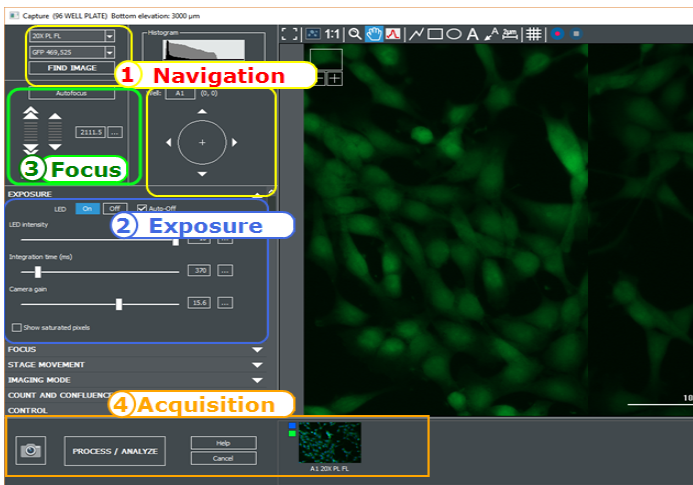 Capture (96 WELL PLATE) Bottom elevation: 3000 µm
20X PL FL
GFP 469,525
FIND IMAGE
Histogram
1:1
A
A
① Navigation
Autofocus
Well: A1 (0, 0)
2111.5 ...
③ Focus
EXPOSURE
LED On Off Auto-Off
② Exposure
LED intensity
...
Integration time (ms)
370 ...
Camera gain
15.6 ...
Show saturated pixels
FOCUS
STAGE MOVEMENT
IMAGING MODE
COUNT AND CONFLUENCE
④ Acquisition
CONTROL
10
PROCESS / ANALYZE
Help
Cancel
A1 20X PL FL